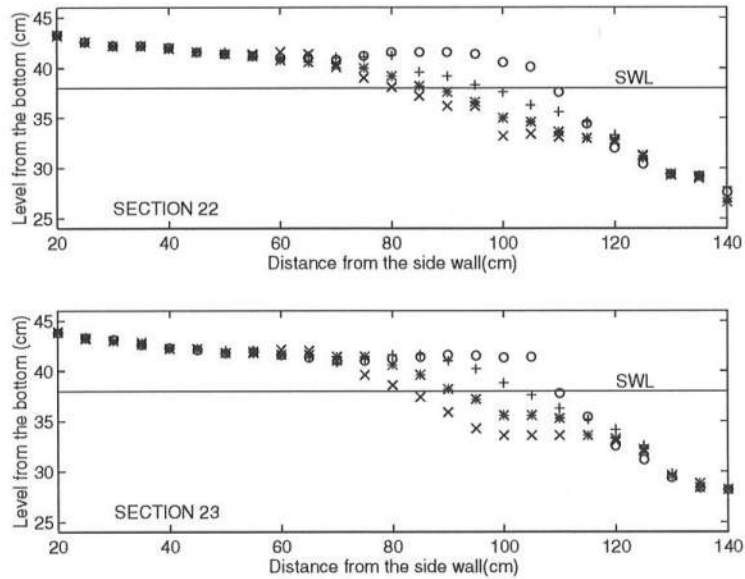 Level from the bottom (cm)
45
40
35
30
25
SWL
SECTION 22
20 40 60 80 100 120 140
Distance from the side wall(cm)
Level from the bottom (cm)
45
40
35
30
25
SWL
SECTION 23
20 40 60 80 100 120 140
Distance from the side wall (cm)